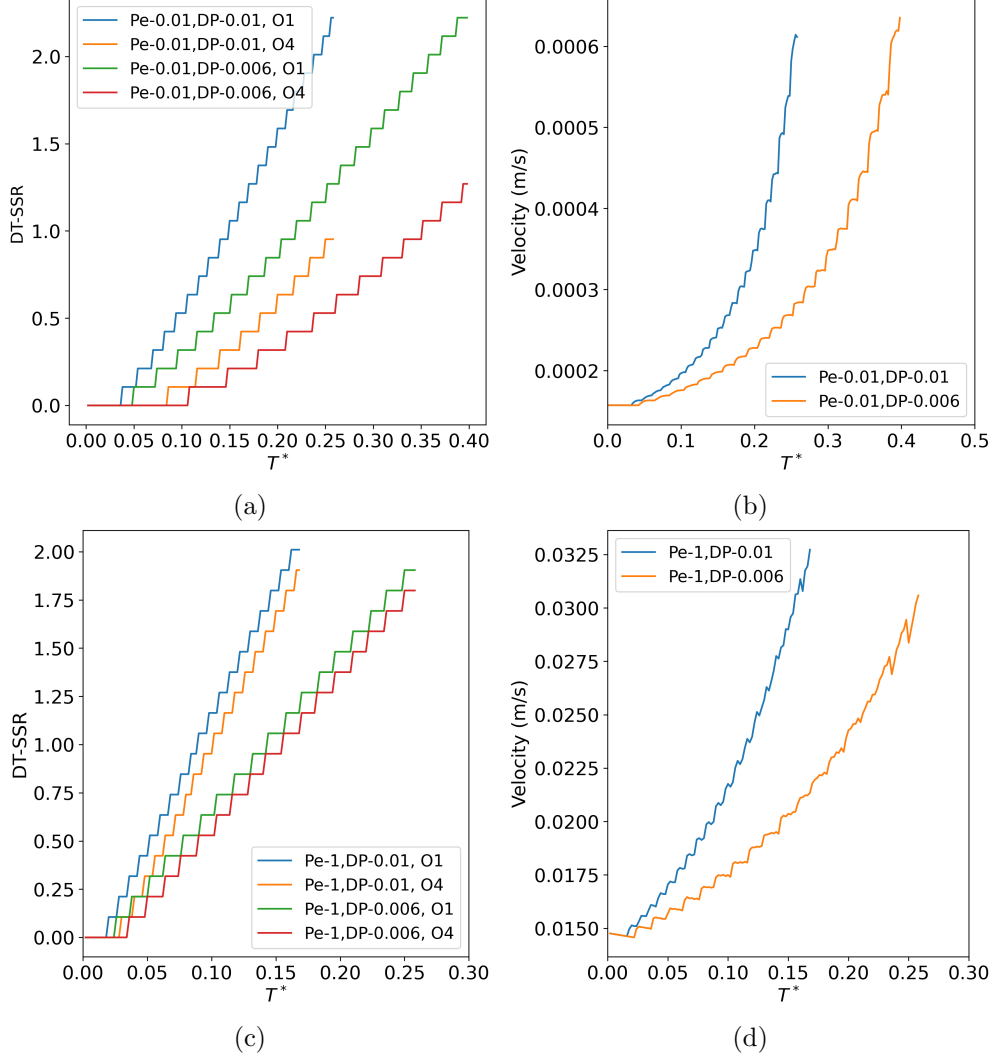 Pe-0.01,DP-0.01, O1
Pe-0.01,DP-0.01, O4
Pe-0.01,DP-0.006, O1
Pe-0.01,DP-0.006, O4
2.0
1.5
1.0
0.5
0.0
DT-SSR
0.00 0.05 0.10 0.15 0.20 0.25 0.30 0.35 0.40
T*
(a)
0.0006
0.0005
0.0004
0.0003
0.0002
Velocity (m/s)
Pe-0.01,DP-0.01
Pe-0.01,DP-0.006
0.0 0.1 0.2 0.3 0.4 0.5
T*
(b)
2.00
1.75
1.50
1.25
1.00
0.75
0.50
0.25
0.00
DT-SSR
Pe-1,DP-0.01, O1
Pe-1,DP-0.01, O4
Pe-1,DP-0.006, O1
Pe-1,DP-0.006, O4
0.00 0.05 0.10 0.15 0.20 0.25 0.30
T*
(c)
Pe-1,DP-0.01
Pe-1,DP-0.006
0.0325
0.0300
0.0275
0.0250
0.0225
0.0200
0.0175
0.0150
Velocity (m/s)
0.00 0.05 0.10 0.15 0.20 0.25 0.30
T*
(d)